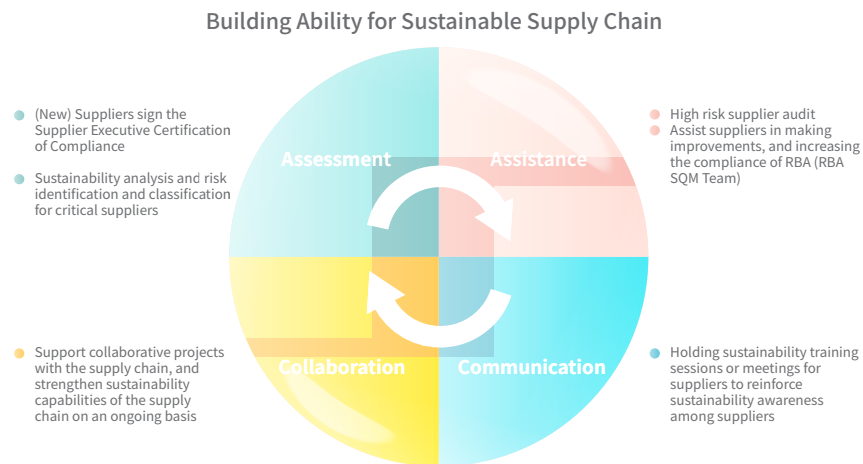 Building Ability for Sustainable Supply Chain
(New) Suppliers sign the
Supplier Executive Certification
of Compliance
Sustainability analysis and risk
identification and classification
for critical suppliers
Assessment
Assistance
High risk supplier audit
Assist suppliers in making
improvements, and increasing
the compliance of RBA (RBA
SQM Team)
Support collaborative projects
with the supply chain, and
strengthen sustainability
capabilities of the supply
chain on an ongoing basis
Collaboration
Communication
Holding sustainability training
sessions or meetings for
suppliers to reinforce
sustainability awareness
among suppliers